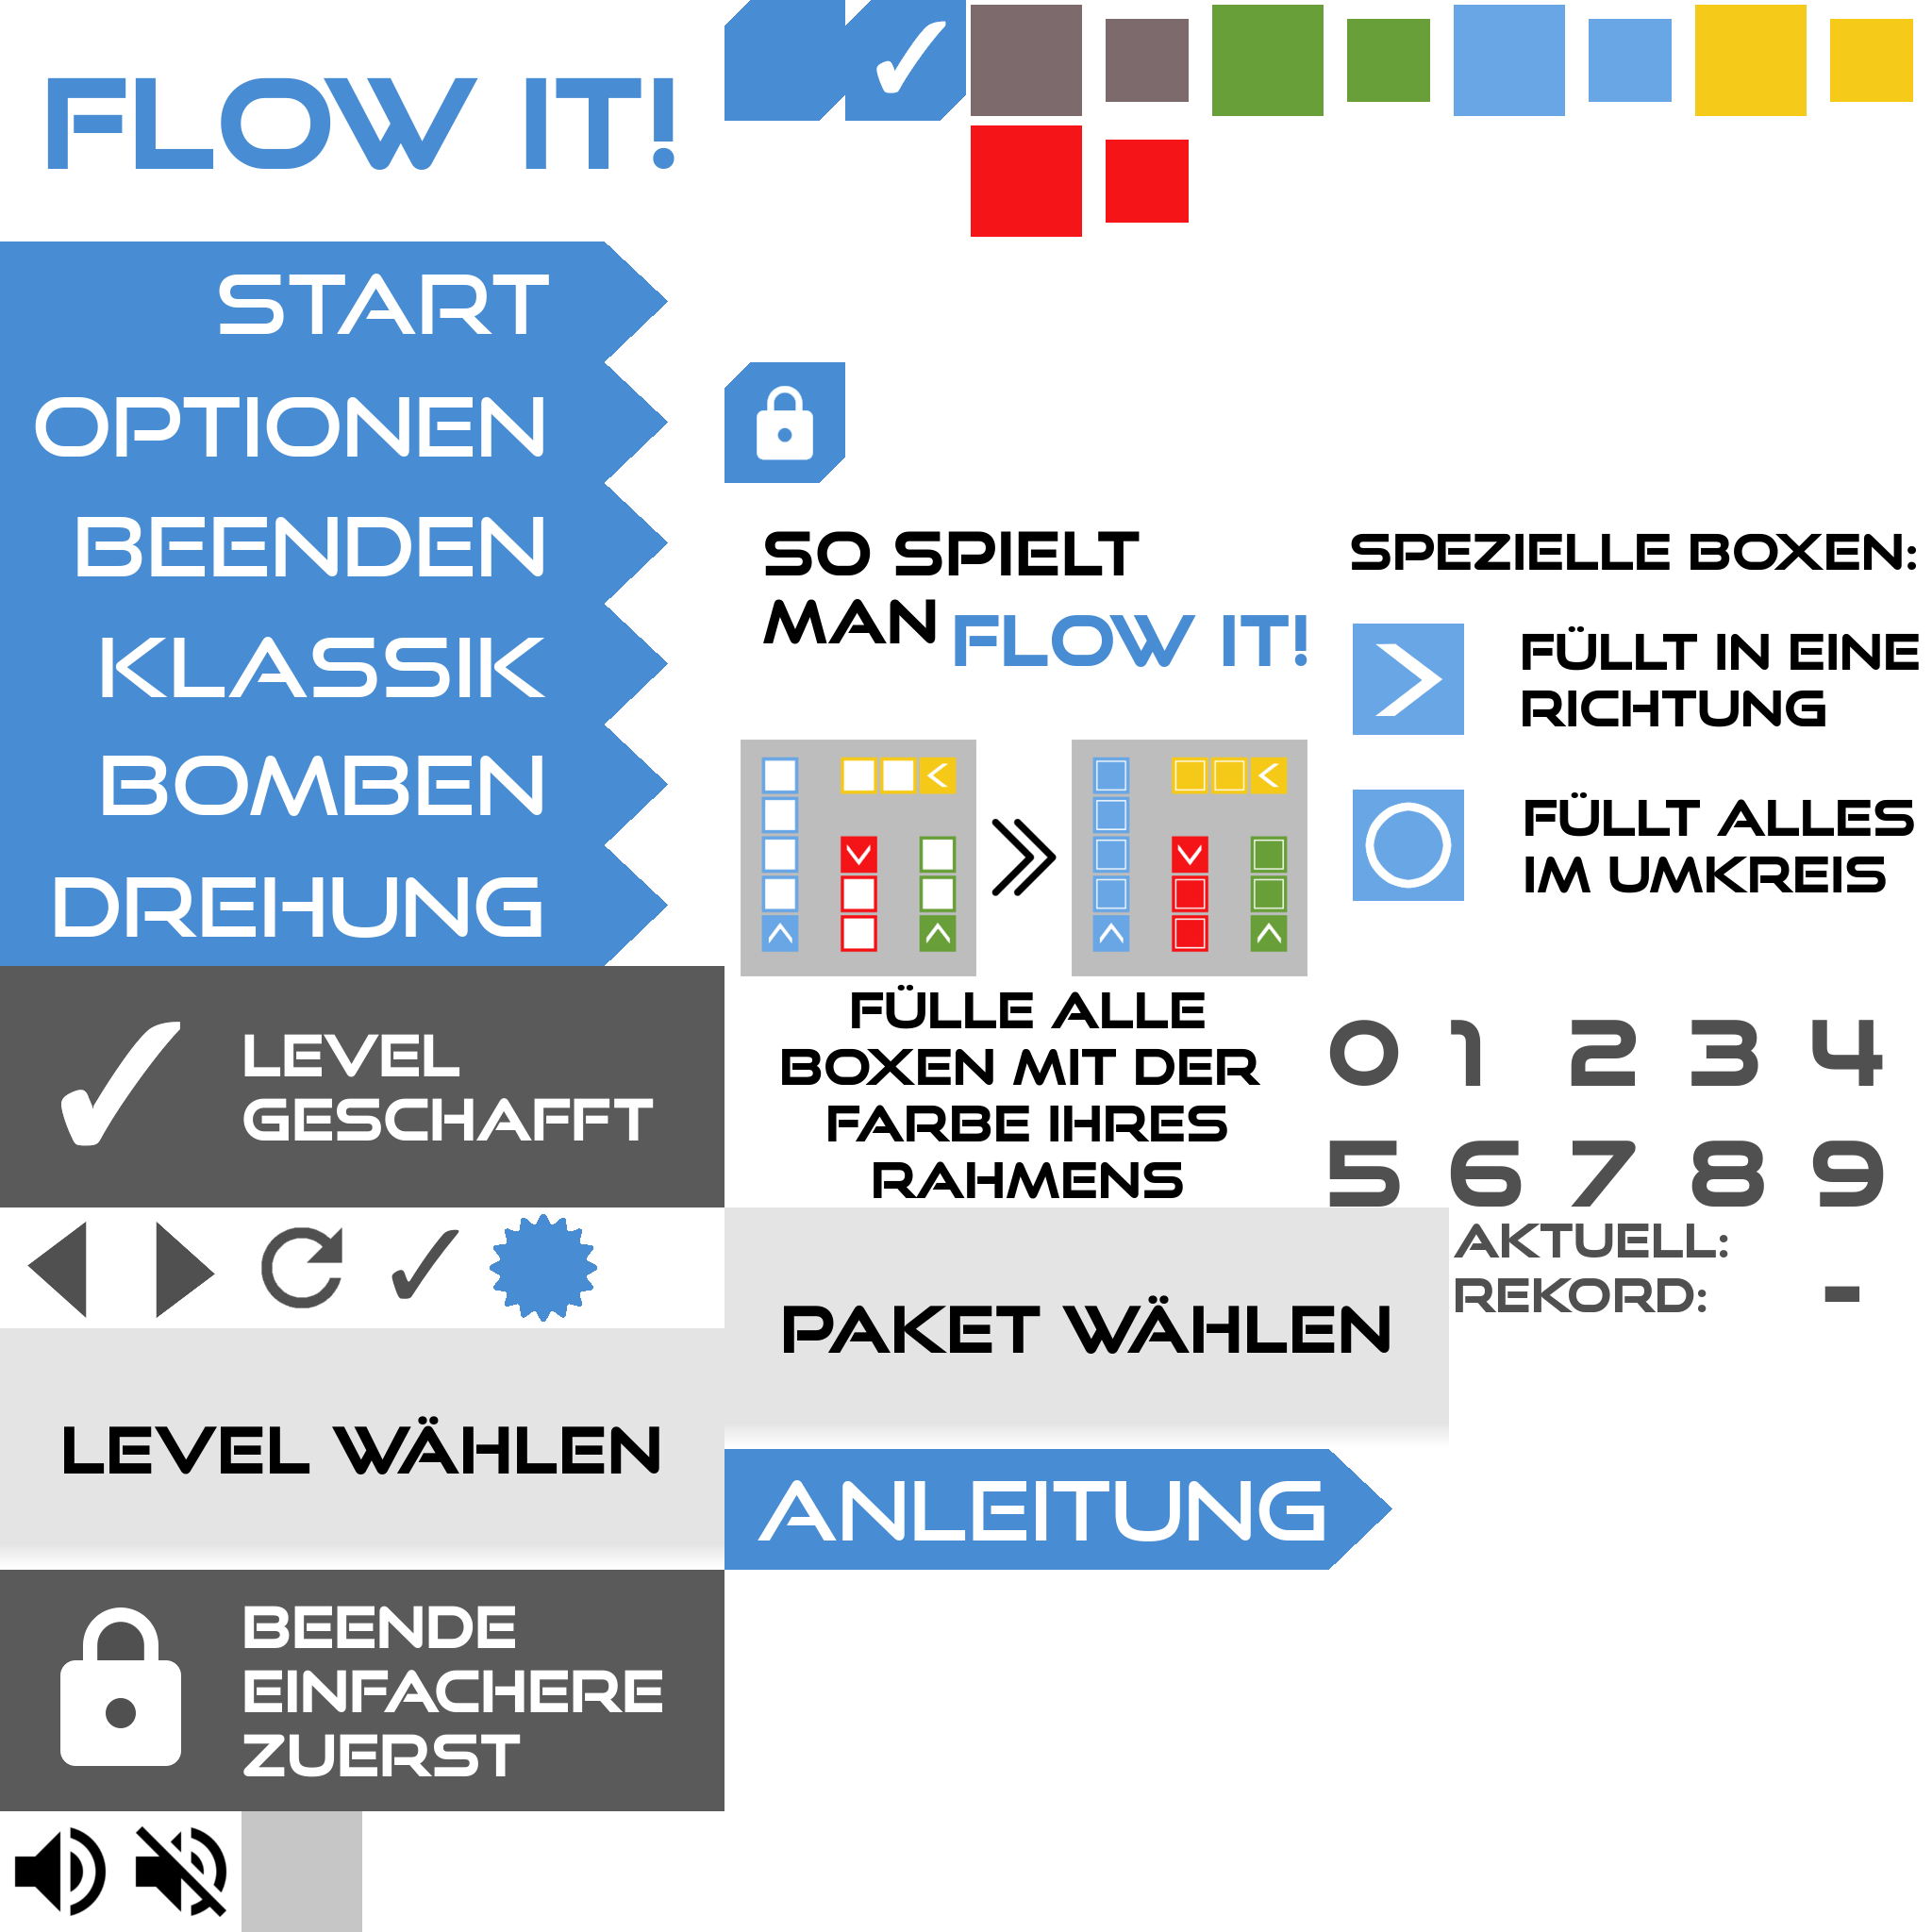 FLOW IT!
START
OPTIONEN
BEENDEN
KLASSIK
BOMBEN
DREHUNG
LEVEL
GESCHAFFT
LEVEL WÄHLEN
BEENDE
EINFACHERE
ZUERST
SO SPIELT
MAN FLOW IT!
FÜLLE ALLE
BOXEN MIT DER
FARBE IHRES
RAHMENS
PAKET WÄHLEN
ANLEITUNG
SPEZIELLE BOXEN:
FÜLLT IN EINE
RICHTUNG
FÜLLT ALLES
IM UMKREIS
0 1 2 3 4
5 6 7 8 9
AKTUELL:
REKORD: -